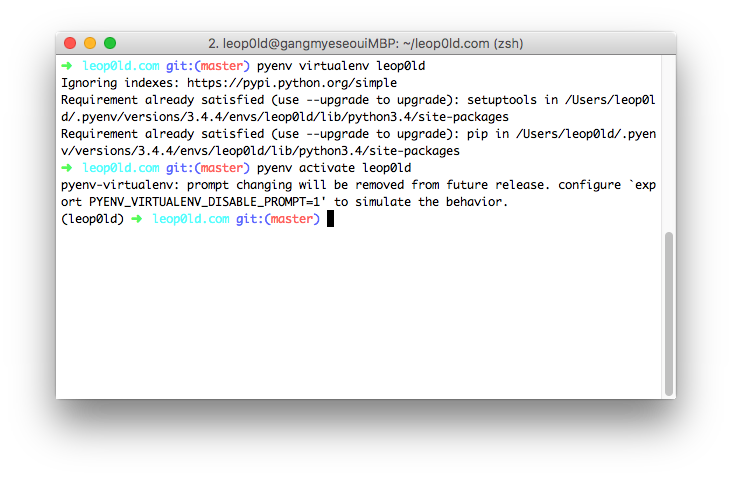 2. leop0ld@gangmyeseouiMBP: ~/leop0ld.com (zsh)
➜ leop0ld.com git:(master) pyenv virtualenv leop0ld
Ignoring indexes: https://pypi.python.org/simple
Requirement already satisfied (use --upgrade to upgrade): setuptools in /Users/leop0l
d/.pyenv/versions/3.4.4/envs/leop0ld/lib/python3.4/site-packages
Requirement already satisfied (use --upgrade to upgrade): pip in /Users/leop0ld/.pyen
v/versions/3.4.4/envs/leop0ld/lib/python3.4/site-packages
➜ leop0ld.com git:(master) pyenv activate leop0ld
pyenv-virtualenv: prompt changing will be removed from future release. configure `exp
ort PYENV_VIRTUALENV_DISABLE_PROMPT=1' to simulate the behavior.
(leop0ld) ➜ leop0ld.com git:(master)